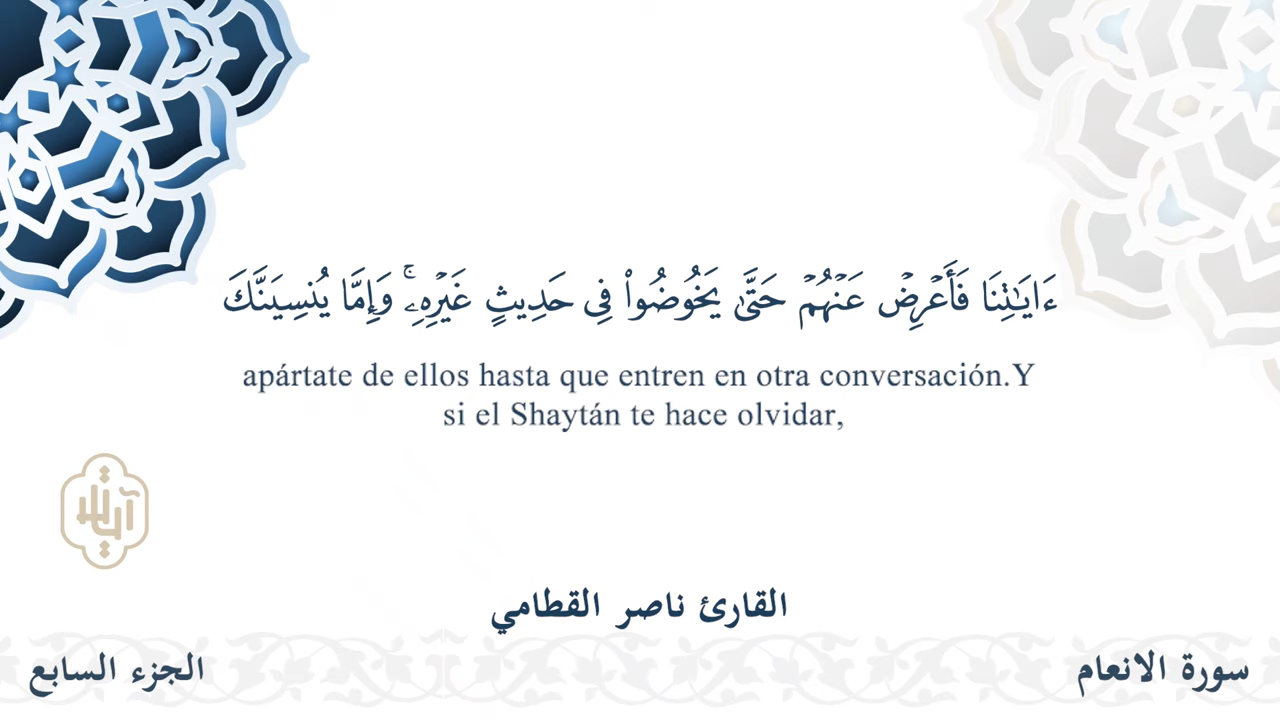 ءَايَٰتِنَا فَأَعۡرِضۡ عَنۡهُمۡ حَتَّىٰ يَخُوضُواْ فِي حَدِيثٍ غَيۡرِهِۦۚ وَإِمَّا يُنسِيَنَّكَ
apártate de ellos hasta que entren en otra conversación.Y
si el Shaytán te hace olvidar,
القارئ ناصر القطامي
سورة الانعام
الجزء السابع